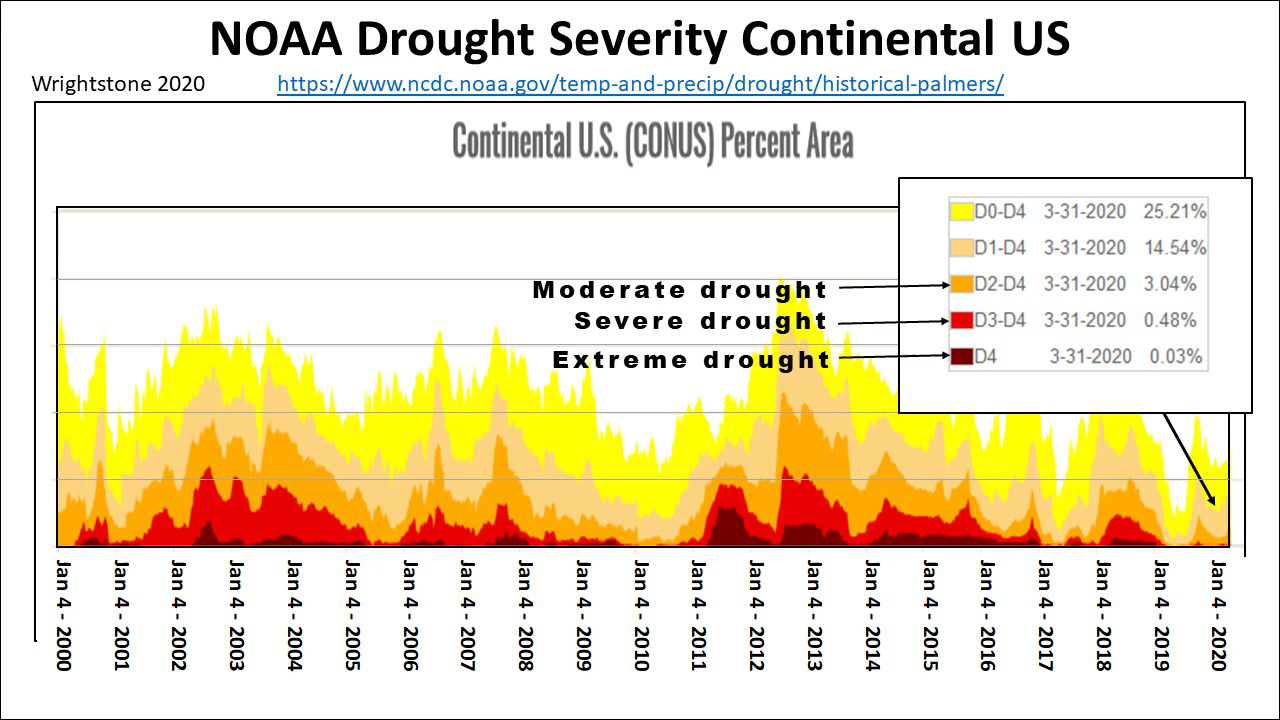 NOAA Drought Severity Continental US
Wrightstone 2020 https://www.ncdc.noaa.gov/temp-and-precip/drought/historical-palmers/
Continental U.S. (CONUS) Percent Area
D0-D4 3-31-2020 25.21%
D1-D4 3-31-2020 14.54%
Moderate drought D2-D4 3-31-2020 3.04%
Severe drought D3-D4 3-31-2020 0.48%
Extreme drought D4 3-31-2020 0.03%
Jan 4 - 2000
Jan 4 - 2001
Jan 4 - 2002
Jan 4 - 2003
Jan 4 - 2004
Jan 4 - 2005
Jan 4 - 2006
Jan 4 - 2007
Jan 4 - 2008
Jan 4 - 2009
Jan 4 - 2010
Jan 4 - 2011
Jan 4 - 2012
Jan 4 - 2013
Jan 4 - 2014
Jan 4 - 2015
Jan 4 - 2016
Jan 4 - 2017
Jan 4 - 2018
Jan 4 - 2019
Jan 4 - 2020